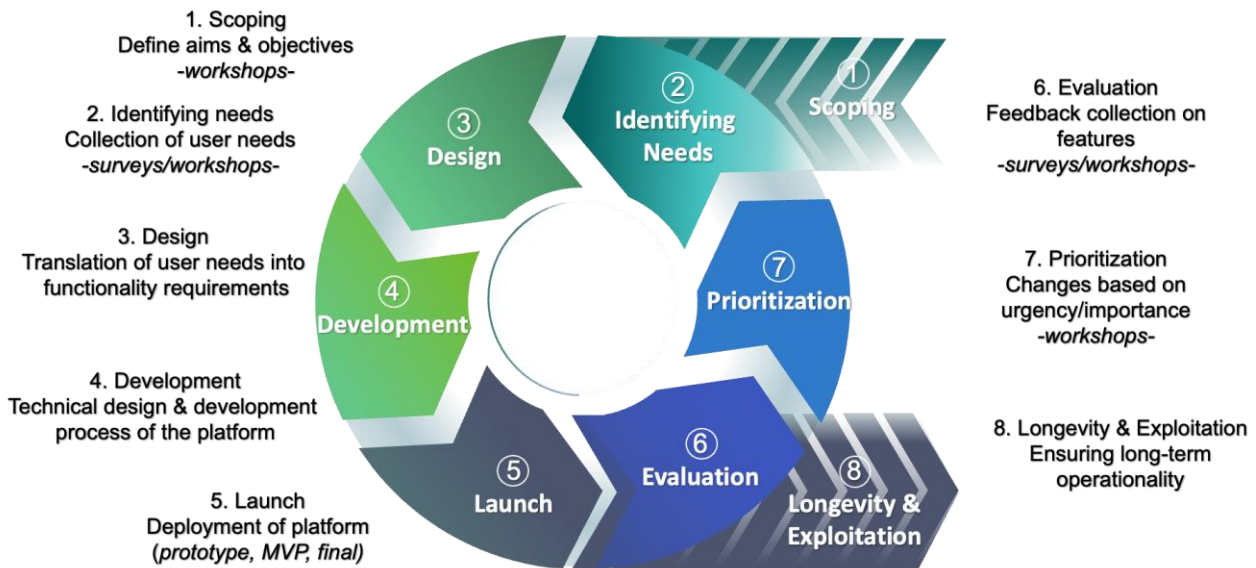 1. Scoping
Define aims & objectives
-workshops-
2. Identifying needs
Collection of user needs
-surveys/workshops-
3. Design
Translation of user needs into
functionality requirements
4. Development
Technical design & development
process of the platform
5. Launch
Deployment of platform
(prototype, MVP, final)
① 
Scoping
②
Identifying
Needs
③
Design
④
Development
⑤
Launch
⑥
Evaluation
⑦
Prioritization
⑧
Longevity &
Exploitation
6. Evaluation
Feedback collection on
features
-surveys/workshops-
7. Prioritization
Changes based on
urgency/importance
-workshops-
8. Longevity & Exploitation
Ensuring long-term
operationality